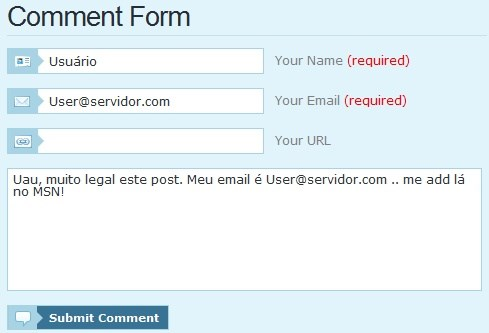 Comment Form
Usuário
Your Name (required)
User@servidor.com
Your Email (required)
Your URL
Uau, muito legal este post. Meu email é User@servidor.com .. me add lá
no MSN!
Submit Comment